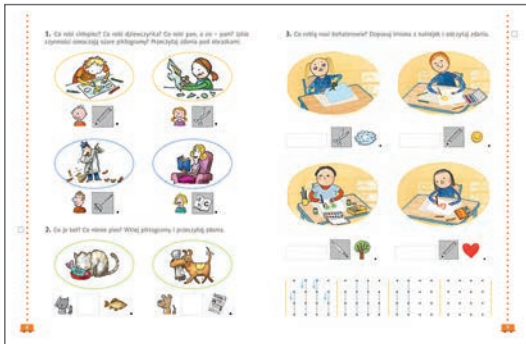 1. Co robi chłopiec? Co robi dziewczynka? Co robi pan, a co – pani? Jakie
czynności oznaczają szare piktogramy? Przeczytaj zdania pod obrazkami.
2. Co je kot? Co niesie pies? Wklej piktogramy i przeczytaj zdania.
3. Co robią nasi bohaterowie? Dopasuj imiona z naklejek i odczytaj zdania.